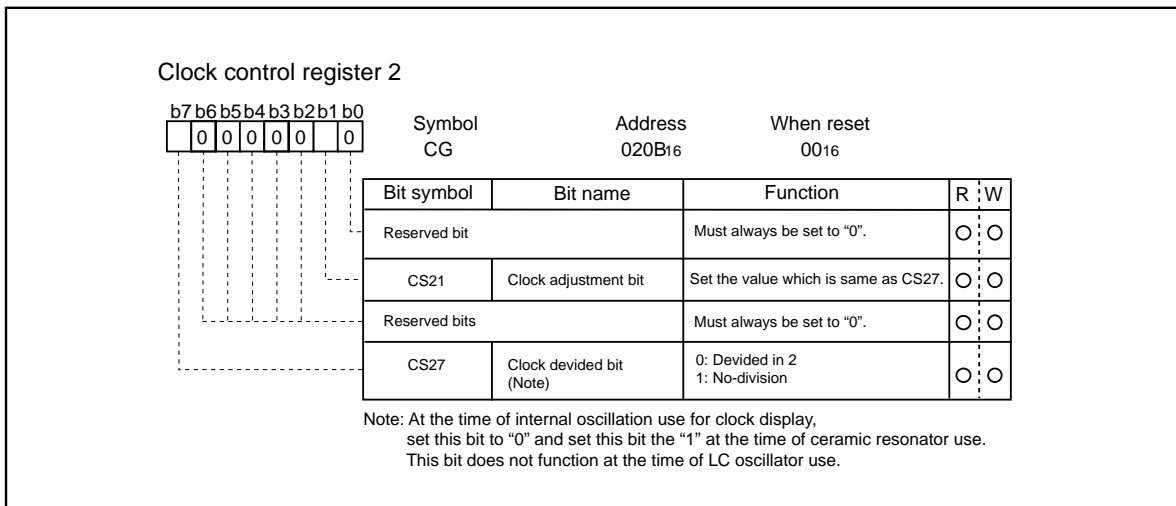 Clock control register 2
b7 b6 b5 b4 b3 b2 b1 b0
0 0 0 0 0 0
Symbol Address When reset
CG 020B16 0016
Bit symbol Bit name Function R W
Reserved bit Must always be set to “0”. O O
CS21 Clock adjustment bit Set the value which is same as CS27. O O
Reserved bits Must always be set to “0”. O O
CS27 Clock devided bit (Note) 0: Devided in 2
1: No-division O O
Note: At the time of internal oscillation use for clock display,
set this bit to “0” and set this bit the “1” at the time of ceramic resonator use.
This bit does not function at the time of LC oscillator use.